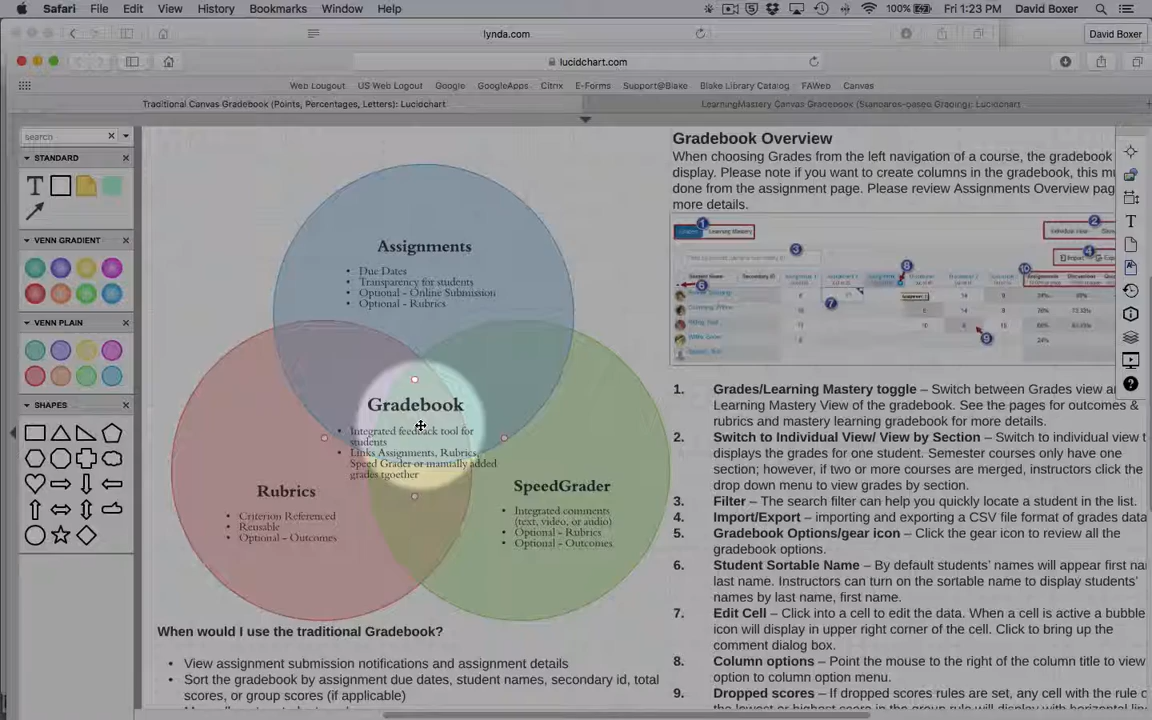 Safari File Edit View History Bookmarks Window Help 100% Fri 1:23 PM David Boxer
lynda.com
David Boxer
lucidchart.com
Web Logout US Web Logout Google GoogleApps Citrix E-Forms Support@Blake Blake Library Catalog FAWeb Canvas
Traditional Canvas Gradebook (Points, Percentages, Letters): Lucidchart
LearningMastery Canvas Gradebook (Standards-based Grading): Lucidchart
search
STANDARD
VENN GRADIENT
VENN PLAIN
SHAPES
Assignments
• Due Dates
• Transparency for students
• Optional - Online Submission
• Optional - Rubrics
Gradebook
• Integrated feedback tool for
students
• Links Assignments, Rubrics,
Speed Grader or manually added
grades tgoether
Rubrics
• Criterion Referenced
• Reusable
• Optional - Outcomes
SpeedGrader
• Integrated comments
(text, video, or audio)
• Optional - Rubrics
• Optional - Outcomes
When would I use the traditional Gradebook?
• View assignment submission notifications and assignment details
• Sort the gradebook by assignment due dates, student names, secondary id, total
scores, or group scores (if applicable)
Gradebook Overview
When choosing Grades from the left navigation of a course, the gradebook
display. Please note if you want to create columns in the gradebook, this mu
done from the assignment page. Please review Assignments Overview pag
more details.
Learning Mastery
Individual View
Student Name Secondary ID
1. Grades/Learning Mastery toggle – Switch between Grades view a
Learning Mastery View of the gradebook. See the pages for outcomes &
rubrics and mastery learning gradebook for more details.
2. Switch to Individual View/ View by Section – Switch to individual view t
displays the grades for one student. Semester courses only have one
section; however, if two or more courses are merged, instructors click the
drop down menu to view grades by section.
3. Filter – The search filter can help you quickly locate a student in the list.
4. Import/Export – importing and exporting a CSV file format of grades data
5. Gradebook Options/gear icon – Click the gear icon to review all the
gradebook options.
6. Student Sortable Name – By default students' names will appear first na
last name. Instructors can turn on the sortable name to display students'
names by last name, first name.
7. Edit Cell – Click into a cell to edit the data. When a cell is active a bubble
icon will display in upper right corner of the cell. Click to bring up the
comment dialog box.
8. Column options – Point the mouse to the right of the column title to view
option to column option menu.
9. Dropped scores – If dropped scores rules are set, any cell with the rule o